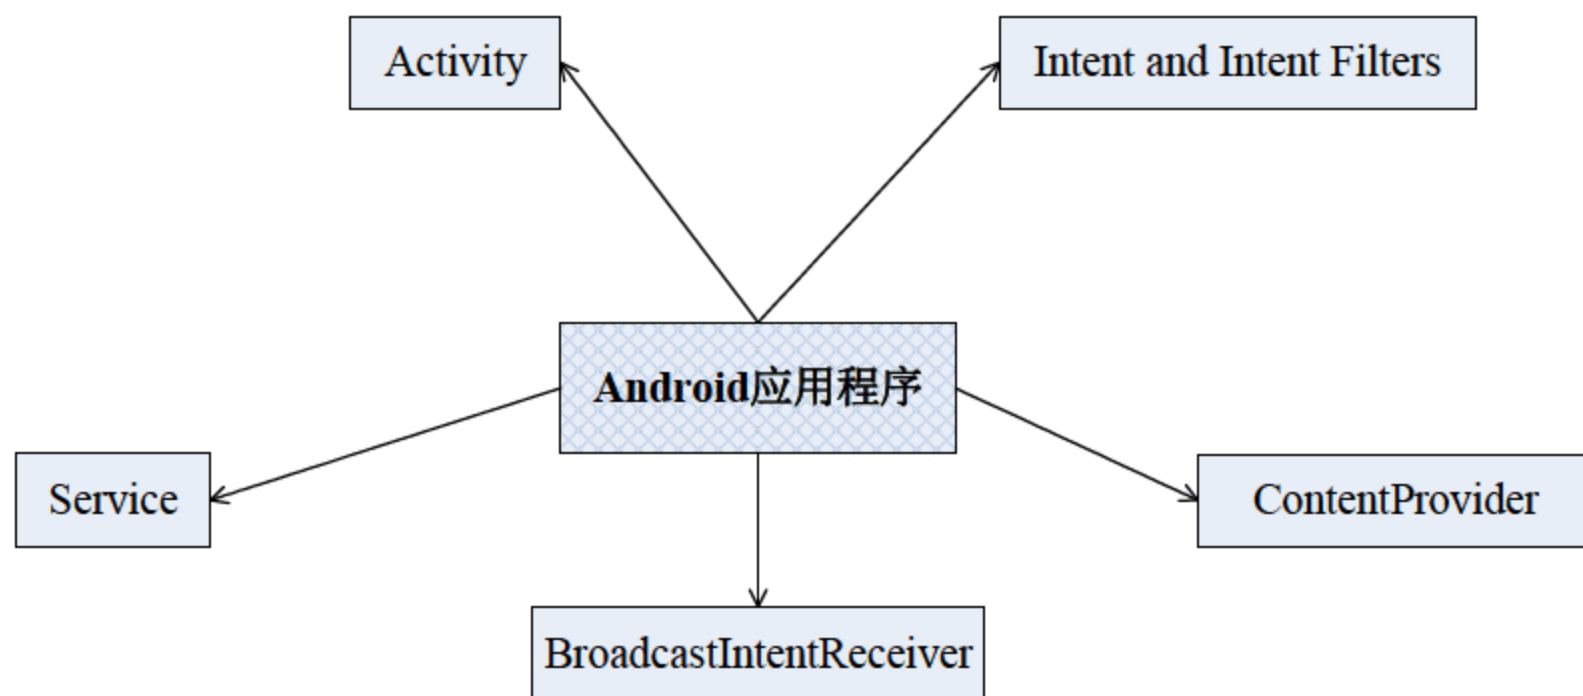 Activity
Intent and Intent Filters
Android应用程序
Service
ContentProvider
BroadcastIntentReceiver